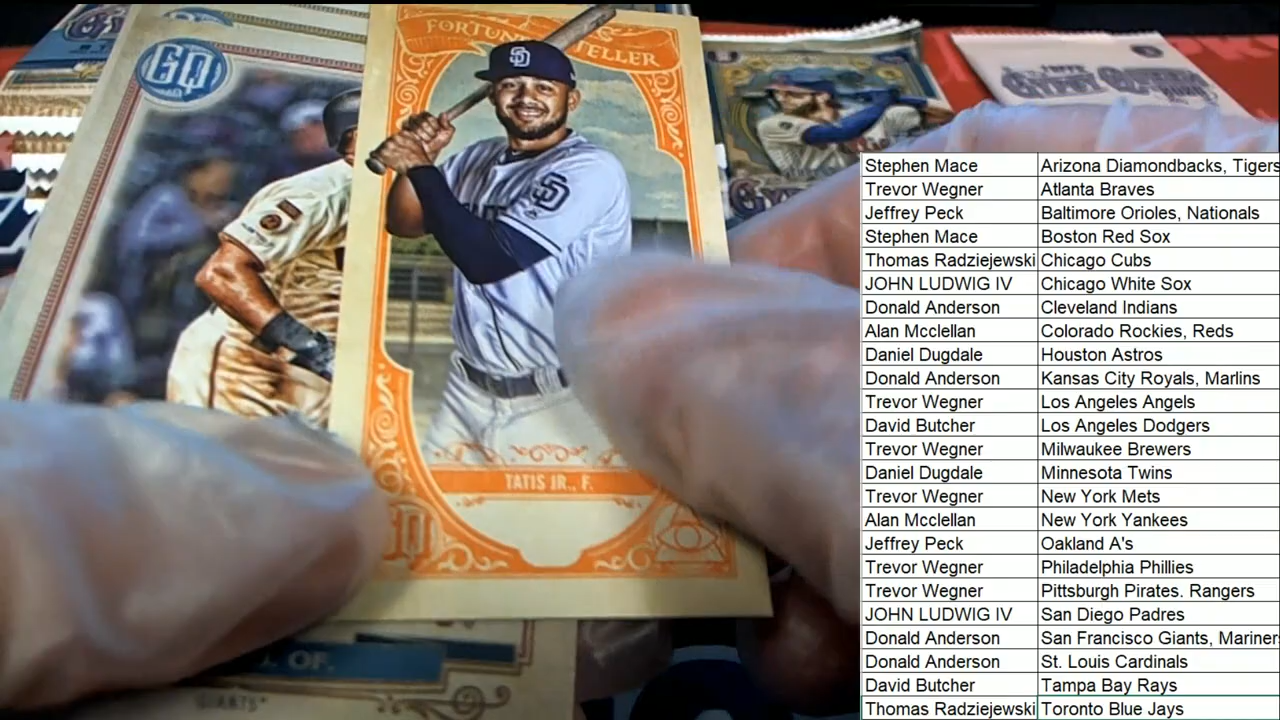 GQ
FORTUNE TELLER
SD
SD
TATIS JR., F.
OF.
GIANTS
Stephen Mace Arizona Diamondbacks, Tigers
Trevor Wegner Atlanta Braves
Jeffrey Peck Baltimore Orioles, Nationals
Stephen Mace Boston Red Sox
Thomas Radziejewski Chicago Cubs
JOHN LUDWIG IV Chicago White Sox
Donald Anderson Cleveland Indians
Alan Mcclellan Colorado Rockies, Reds
Daniel Dugdale Houston Astros
Donald Anderson Kansas City Royals, Marlins
Trevor Wegner Los Angeles Angels
David Butcher Los Angeles Dodgers
Trevor Wegner Milwaukee Brewers
Daniel Dugdale Minnesota Twins
Trevor Wegner New York Mets
Alan Mcclellan New York Yankees
Jeffrey Peck Oakland A's
Trevor Wegner Philadelphia Phillies
Trevor Wegner Pittsburgh Pirates. Rangers
JOHN LUDWIG IV San Diego Padres
Donald Anderson San Francisco Giants, Mariner
Donald Anderson St. Louis Cardinals
David Butcher Tampa Bay Rays
Thomas Radziejewski Toronto Blue Jays